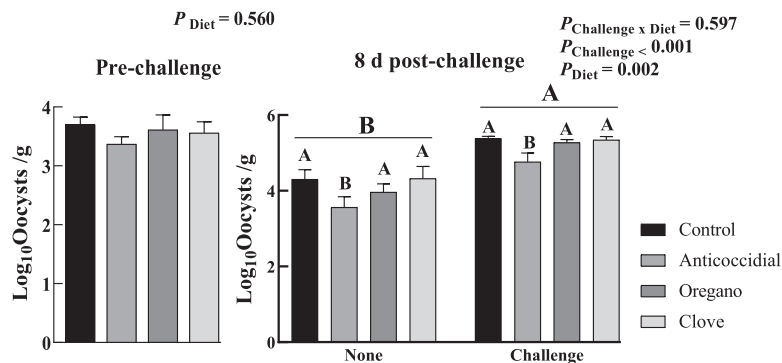 P Diet = 0.560
P Challenge x Diet = 0.597
P Challenge < 0.001
P Diet = 0.002
Pre-challenge
8 d post-challenge
Log10Oocysts /g
4
3
2
1
0
Log10Oocysts /g
6
4
2
0
B
A
B
A
A
A
A
B
A
A
None
Challenge
Control
Anticoccidial
Oregano
Clove